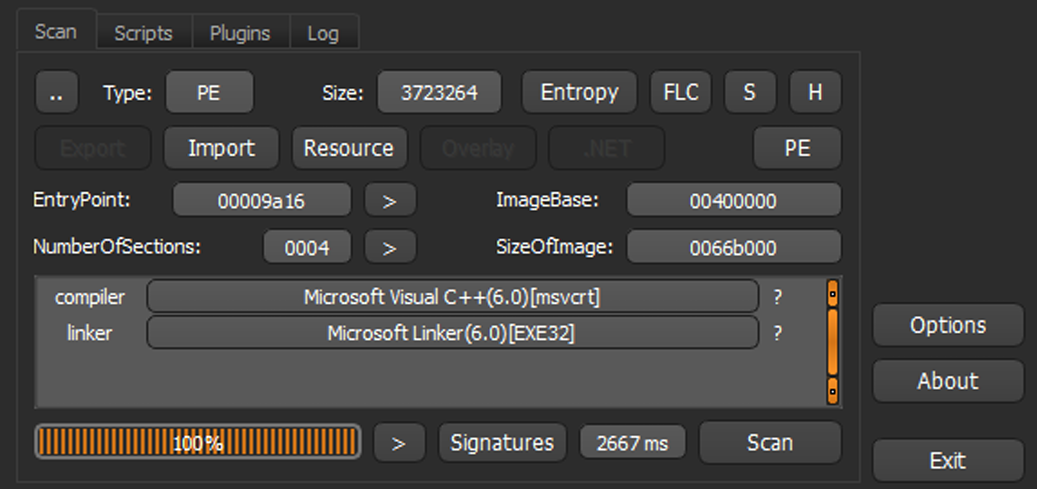 Scan Scripts Plugins Log
.. Type: PE Size: 3723264 Entropy FLC S H
Export Import Resource Overlay .NET PE
EntryPoint: 00009a16 > ImageBase: 00400000
NumberOfSections: 0004 > SizeOfImage: 0066b000
compiler Microsoft Visual C++(6.0)[msvcrt] ?
linker Microsoft Linker(6.0)[EXE32] ?
Options
About
100% > Signatures 2667 ms Scan
Exit